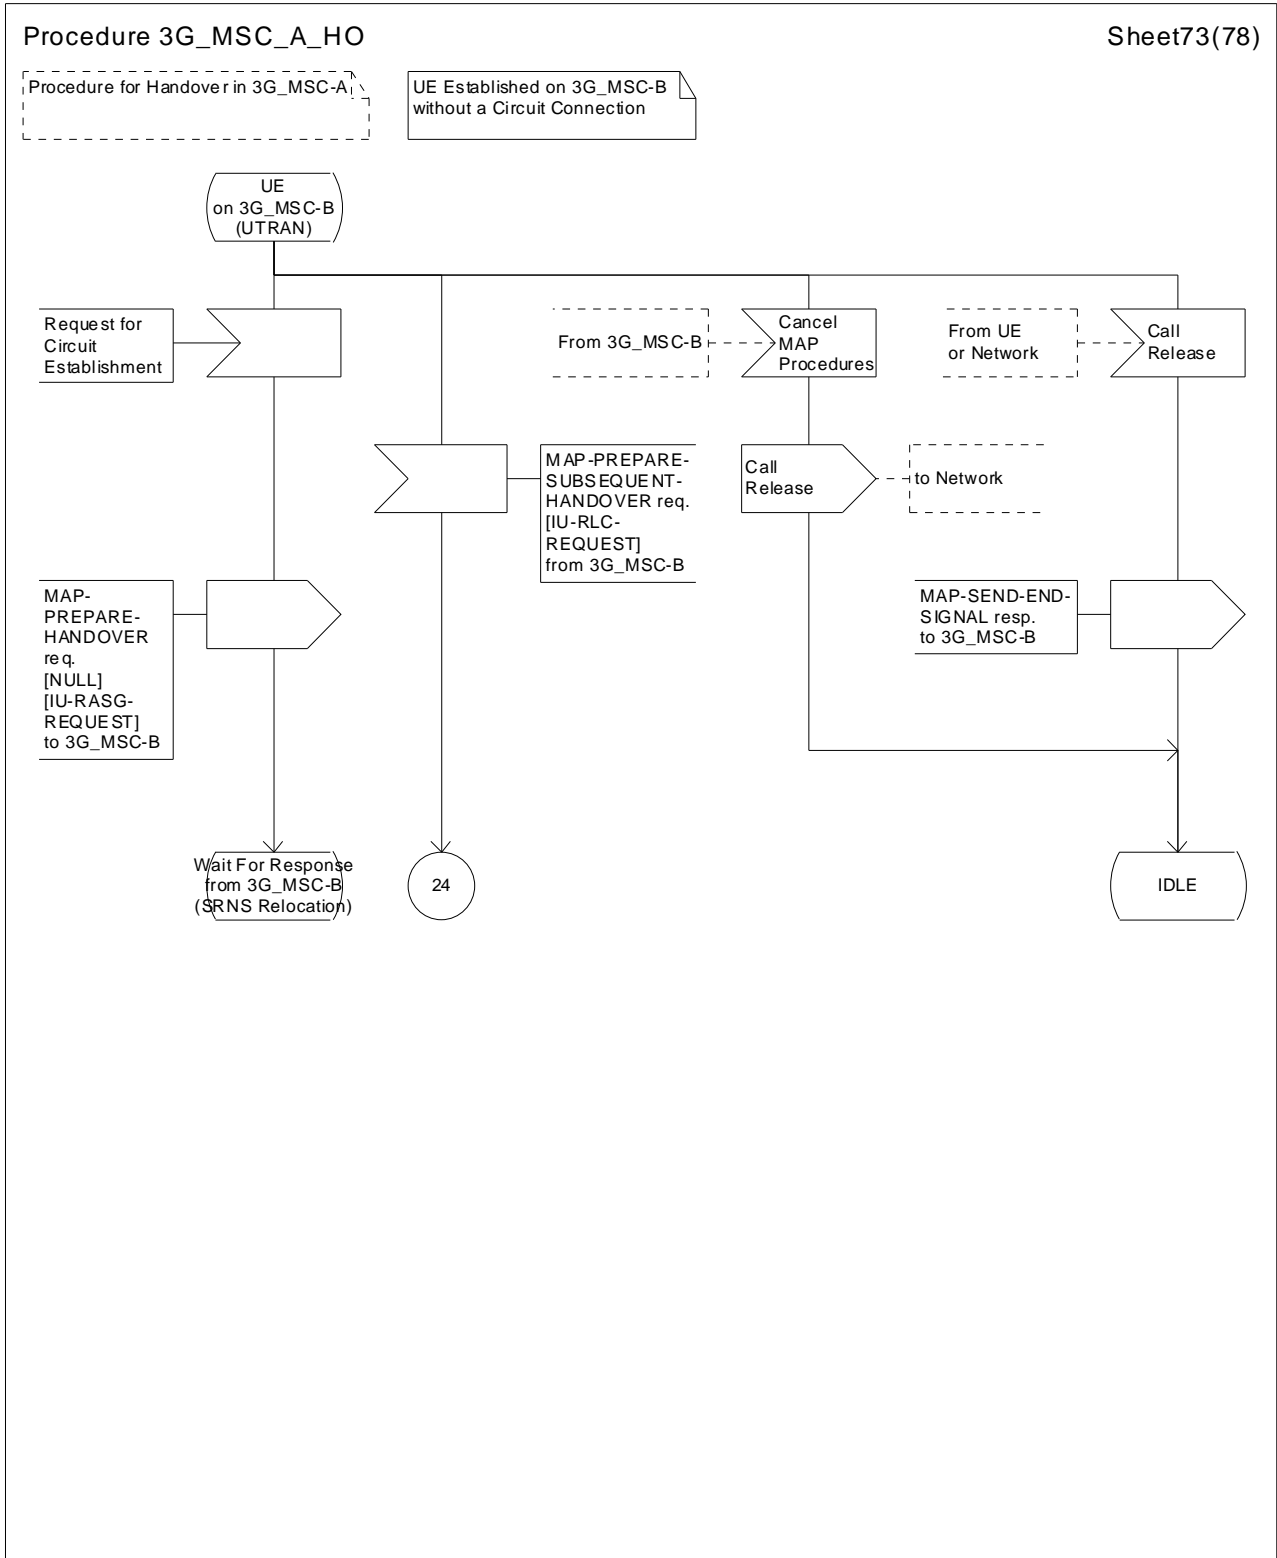 Procedure 3G_MSC_A_HO
Sheet73(78)
Procedure for Handover in 3G_MSC-A
UE Established on 3G_MSC-B
without a Circuit Connection
UE
on 3G_MSC-B
(UTRAN)
Request for
Circuit
Establishment
From 3G_MSC-B
Cancel
MAP
Procedures
From UE
or Network
Call
Release
MAP-PREPARE-
SUBSEQUENT-
HANDOVER req.
[IU-RLC-
REQUEST]
from 3G_MSC-B
Call
Release
to Network
MAP-
PREPARE-
HANDOVER
req.
[NULL]
[IU-RASG-
REQUEST]
to 3G_MSC-B
MAP-SEND-END-
SIGNAL resp.
to 3G_MSC-B
Wait For Response
from 3G_MSC-B
(SRNS Relocation)
24
IDLE